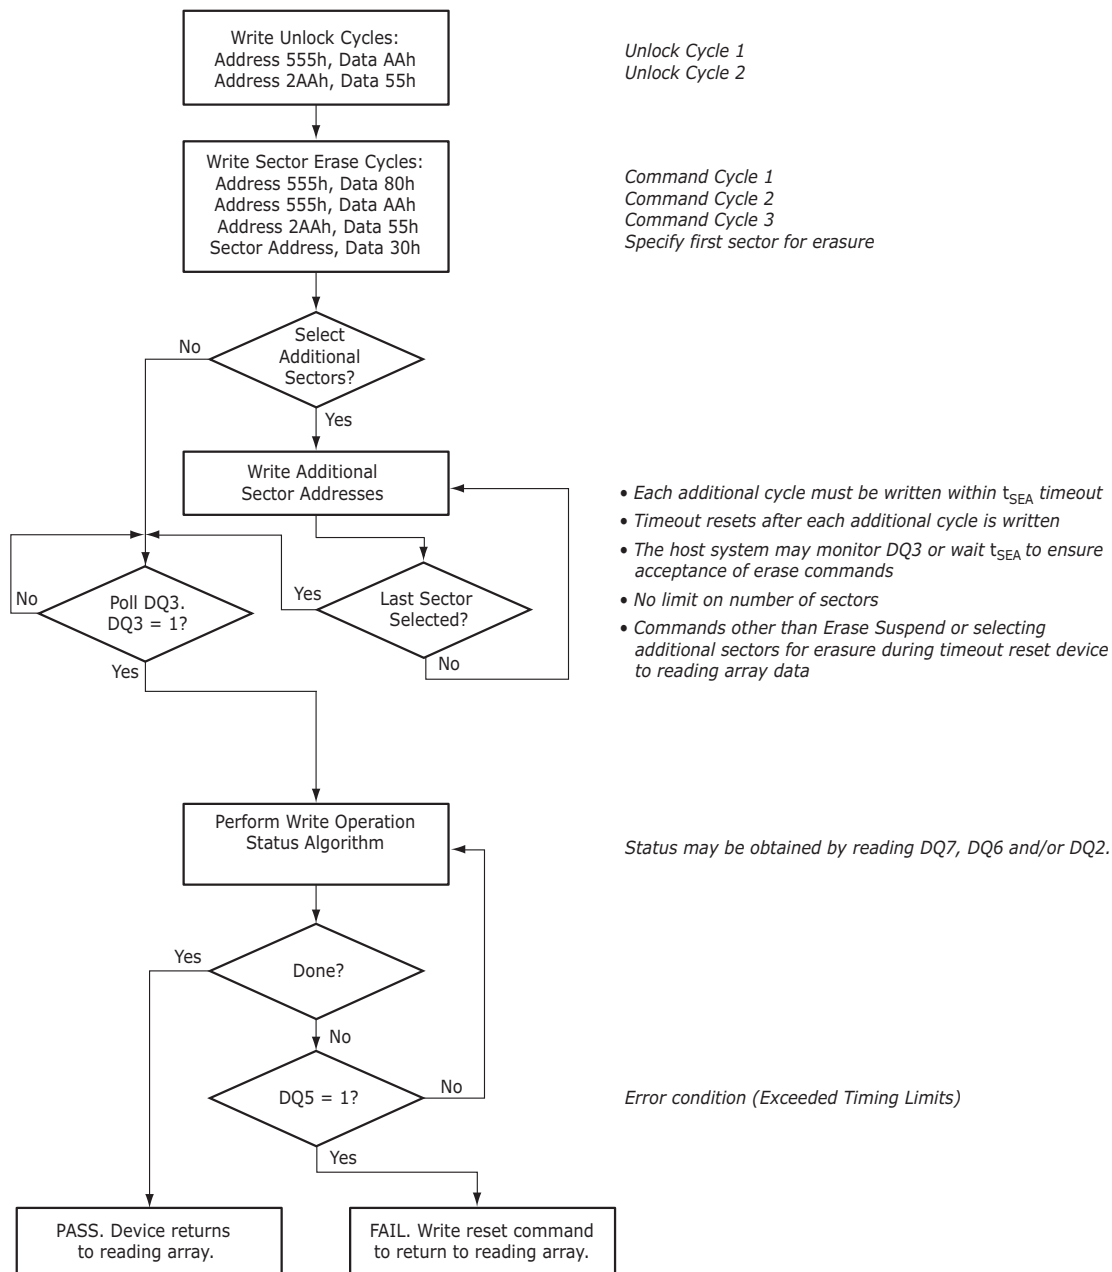 Write Unlock Cycles:
Address 555h, Data AAh
Address 2AAh, Data 55h
Unlock Cycle 1
Unlock Cycle 2
Write Sector Erase Cycles:
Address 555h, Data 80h
Address 555h, Data AAh
Address 2AAh, Data 55h
Sector Address, Data 30h
Command Cycle 1
Command Cycle 2
Command Cycle 3
Specify first sector for erasure
No
Select
Additional
Sectors?
Yes
Write Additional
Sector Addresses
• Each additional cycle must be written within tSEA timeout
• Timeout resets after each additional cycle is written
• The host system may monitor DQ3 or wait tSEA to ensure
acceptance of erase commands
• No limit on number of sectors
• Commands other than Erase Suspend or selecting
additional sectors for erasure during timeout reset device
to reading array data
No
Poll DQ3.
DQ3 = 1?
Yes
Yes
Last Sector
Selected?
No
Perform Write Operation
Status Algorithm
Status may be obtained by reading DQ7, DQ6 and/or DQ2.
Yes
Done?
No
DQ5 = 1?
No
Error condition (Exceeded Timing Limits)
Yes
PASS. Device returns
to reading array.
FAIL. Write reset command
to return to reading array.